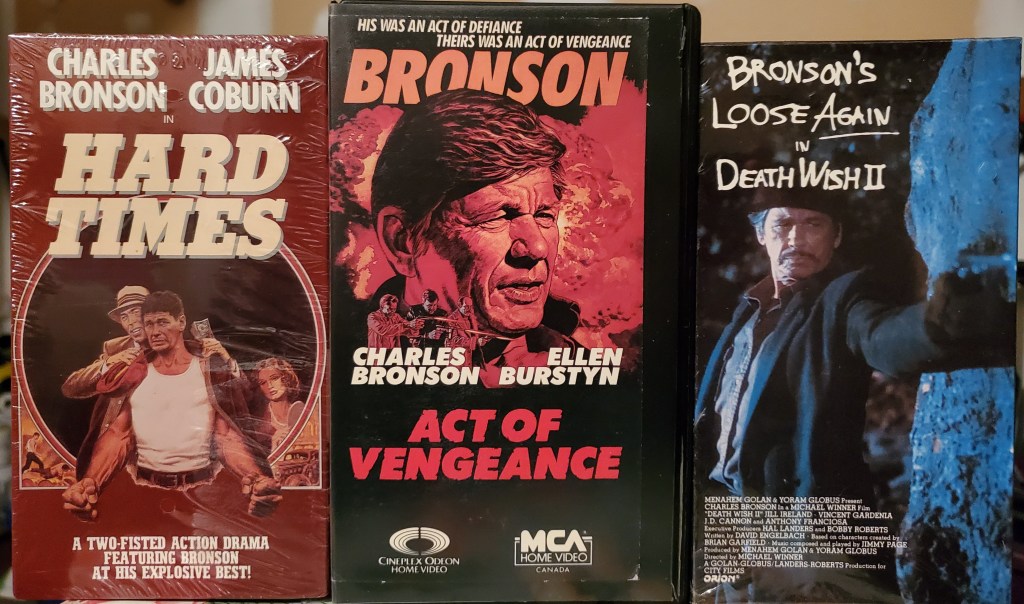 CHARLES BRONSON
JAMES COBURN
IN
HARD
TIMES
A TWO-FISTED ACTION DRAMA
FEATURING BRONSON
AT HIS EXPLOSIVE BEST!
HIS WAS AN ACT OF DEFIANCE
THEIRS WAS AN ACT OF VENGEANCE
BRONSON
CHARLES BRONSON
ELLEN BURSTYN
ACT OF
VENGEANCE
CINEPLEX ODEON
HOME VIDEO
MCA
HOME VIDEO
CANADA
BRONSON'S
LOOSE AGAIN
IN
DEATH WISH II
MENAHEM GOLAN & YORAM GLOBUS Present
CHARLES BRONSON in a MICHAEL WINNER Film
"DEATH WISH II" JILL IRELAND · VINCENT GARDENIA
J.D. CANNON and ANTHONY FRANCIOSA
Executive Producers HAL LANDERS and BOBBY ROBERTS
Written by DAVID ENGELBACH · Based on characters created by
BRIAN GARFIELD · Music composed and played by JIMMY PAGE
Produced by MENAHEM GOLAN & YORAM GLOBUS
Directed by MICHAEL WINNER
A GOLAN-GLOBUS/LANDERS-ROBERTS Production for
CITY FILMS
ORION